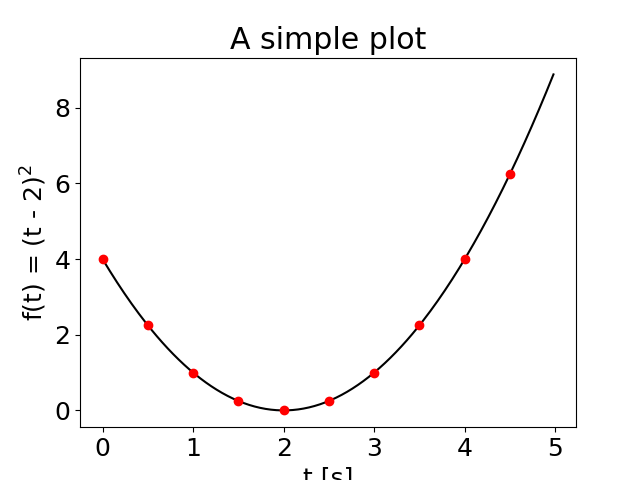 A simple plot
f(t) = (t - 2)²
8
6
4
2
0
0 1 2 3 4 5
t [s]